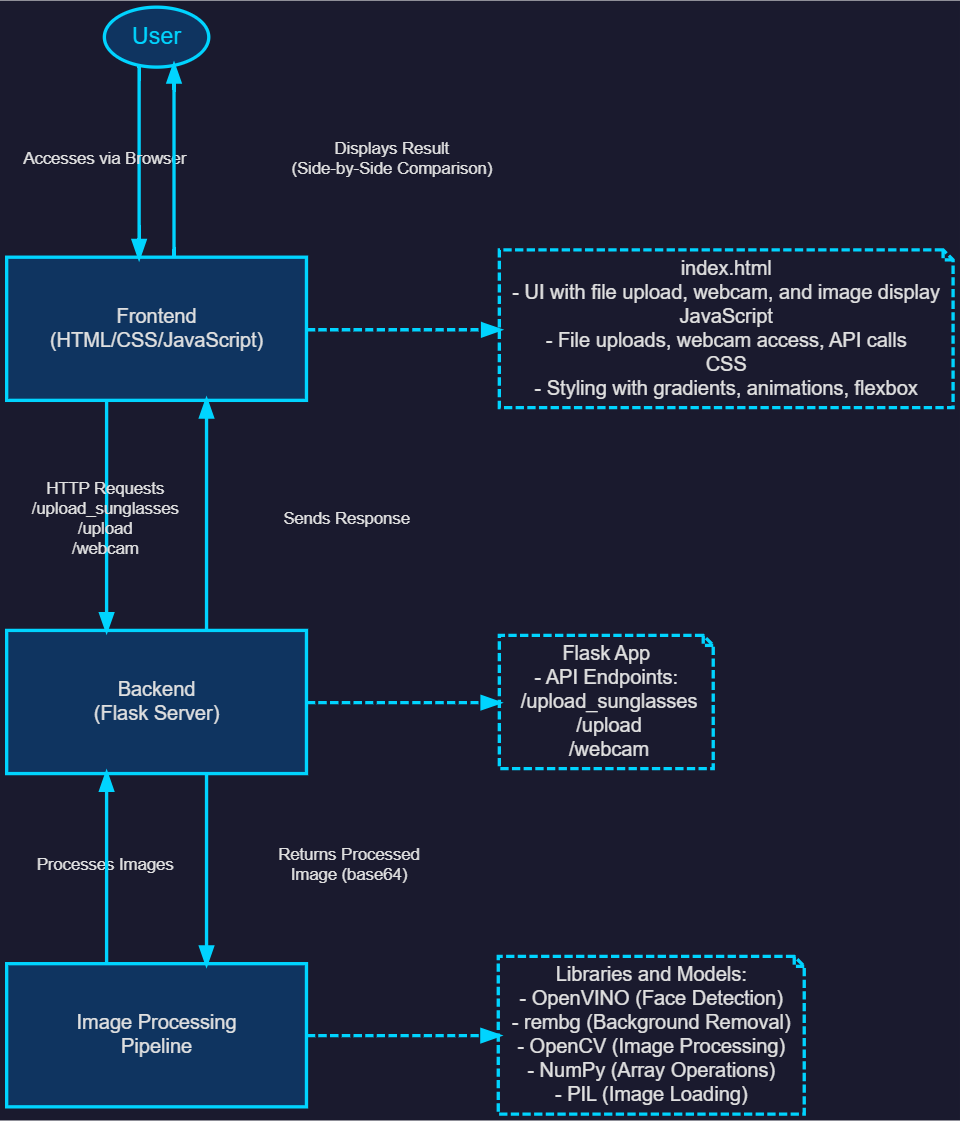 User
Accesses via Browser
Displays Result
(Side-by-Side Comparison)
Frontend
(HTML/CSS/JavaScript)
index.html
- UI with file upload, webcam, and image display
JavaScript
- File uploads, webcam access, API calls
CSS
- Styling with gradients, animations, flexbox
HTTP Requests
/upload_sunglasses
/upload
/webcam
Sends Response
Backend
(Flask Server)
Flask App
- API Endpoints:
/upload_sunglasses
/upload
/webcam
Processes Images
Returns Processed
Image (base64)
Image Processing
Pipeline
Libraries and Models:
- OpenVINO (Face Detection)
- rembg (Background Removal)
- OpenCV (Image Processing)
- NumPy (Array Operations)
- PIL (Image Loading)